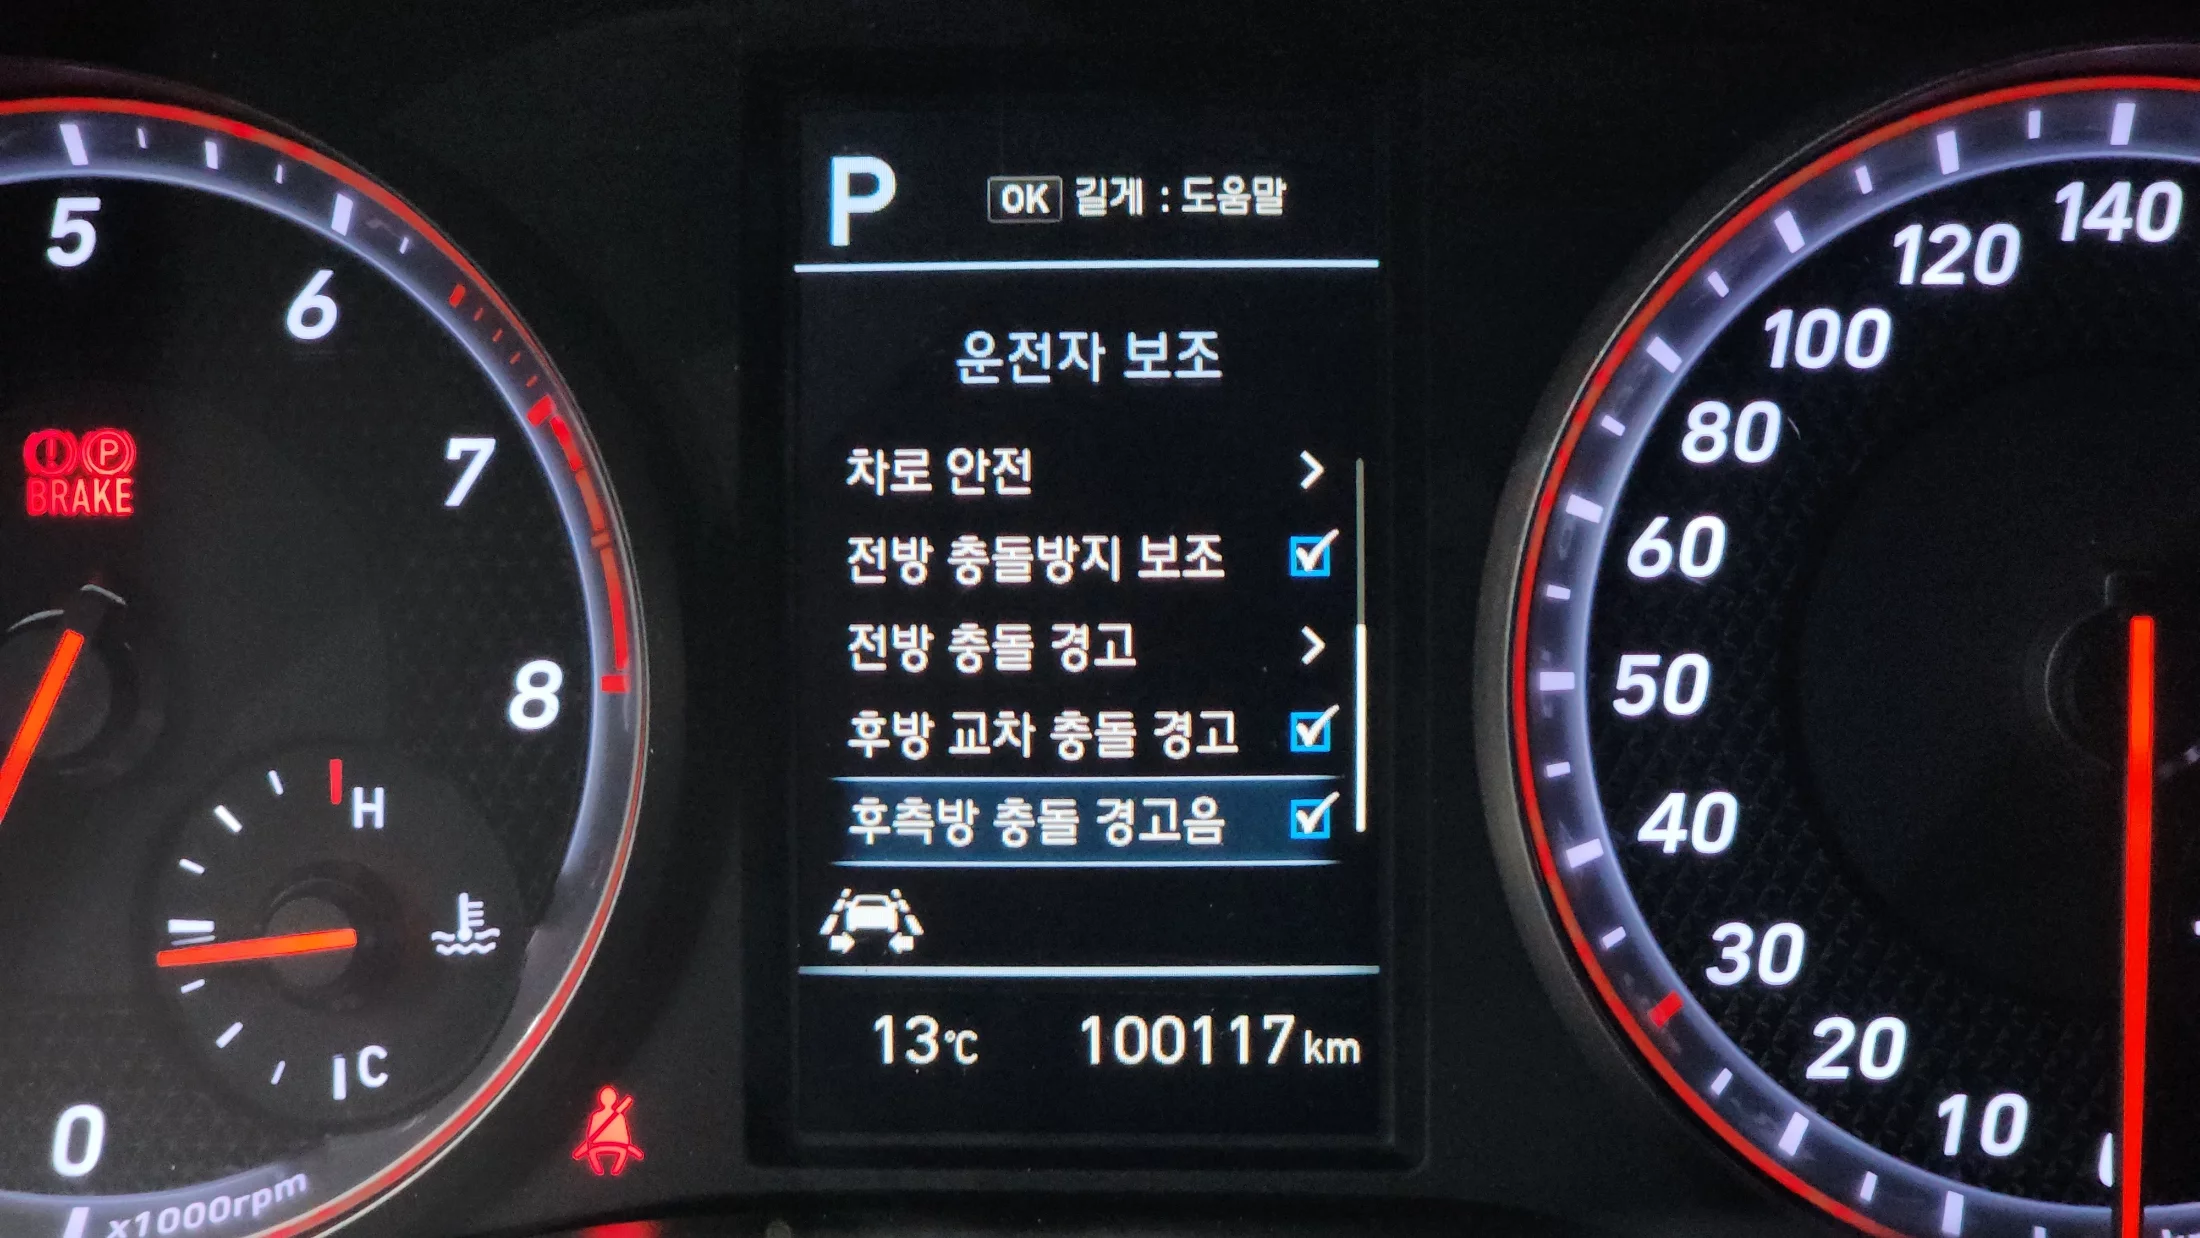 P
OK 길게 : 도움말
운전자 보조
차로 안전
전방 충돌방지 보조
전방 충돌 경고
후방 교차 충돌 경고
후측방 충돌 경고음
13℃ 100117 km
5
6
7
8
0
x1000rpm
P
BRAKE
H
C
140
120
100
80
60
50
40
30
20
10